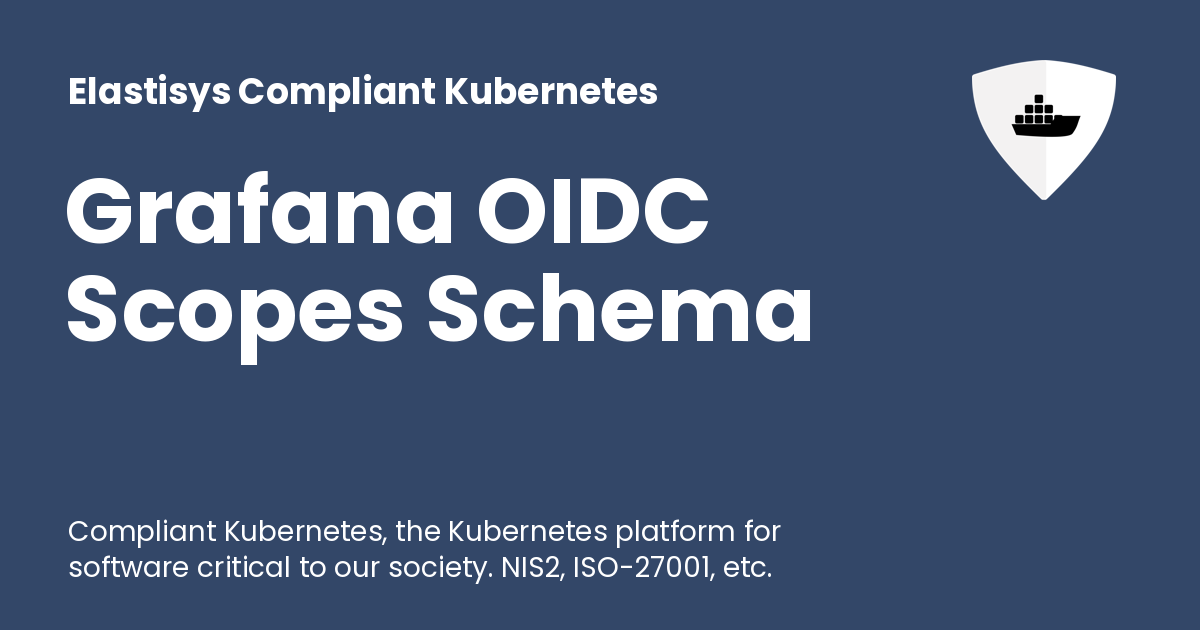 Elastisys Compliant Kubernetes
Grafana OIDC
Scopes Schema
Compliant Kubernetes, the Kubernetes platform for
software critical to our society. NIS2, ISO-27001, etc.